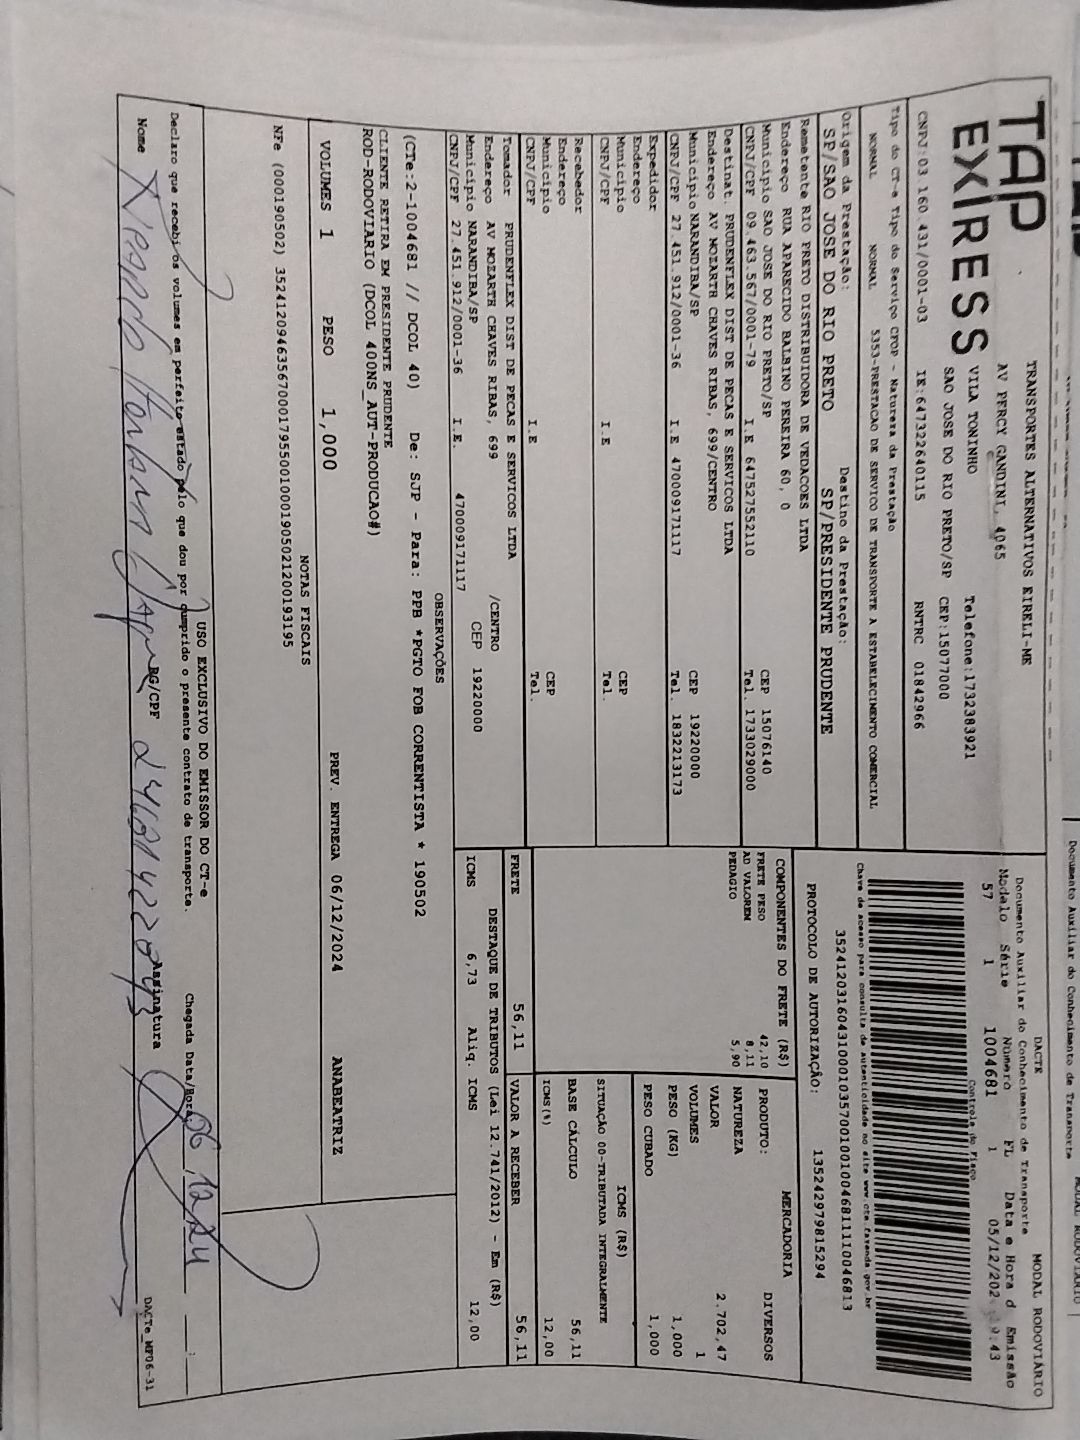 TAP
EXPRESS
TRANSPORTES ALTERNATIVOS EIRELI-ME
AV PERCY GANDINI, 4065
VILA TONINHO Telefone:1732383921
SAO JOSE DO RIO PRETO/SP CEP:15077000
CNPJ:03.160.431/0001-03 IE:647322640115 RNTRC 01842966
Tipo do CT-e Tipo do Serviço CFOP - Natureza da Prestação
NORMAL NORMAL 5353-PRESTACAO DE SERVICO DE TRANSPORTE A ESTABELECIMENTO COMERCIAL
Origem da Prestação: Destino da Prestação:
SP/SAO JOSE DO RIO PRETO SP/PRESIDENTE PRUDENTE
Remetente RIO PRETO DISTRIBUIDORA DE VEDACOES LTDA
Endereço RUA APARECIDO BALBINO PEREIRA 60, 0
Municipio SAO JOSE DO RIO PRETO/SP CEP 15076140
CNPJ/CPF 09.463.567/0001-79 I.E 647527552110 Tel. 1733029000
Destinat. PRUDENFLEX DIST DE PECAS E SERVICOS LTDA
Endereço AV MOZARTH CHAVES RIBAS, 699/CENTRO
Municipio NARANDIBA/SP CEP 19220000
CNPJ/CPF 27.451.912/0001-36 I.E 470009171117 Tel. 1832213173
Expedidor
Endereço
Municipio CEP
CNPJ/CPF I.E Tel.
Recebedor
Endereço
Municipio CEP
CNPJ/CPF I.E Tel.
Tomador PRUDENFLEX DIST DE PECAS E SERVICOS LTDA
Endereço AV MOZARTH CHAVES RIBAS, 699 /CENTRO
Municipio NARANDIBA/SP CEP 19220000
CNPJ/CPF 27.451.912/0001-36 I.E. 470009171117
DACTE MODAL RODOVIÁRIO
Documento Auxiliar do Conhecimento de Transporte
Modelo Série Número FL Data e Hora d Emissão
57 1 1004681 1 05/12/202
Controle do Fisco
Chave de acesso para consulta de autenticidade no site www.cte.fazenda.gov.br
35241203160431000103570010010046811110046813
PROTOCOLO DE AUTORIZAÇÃO: 135242979815294
COMPONENTES DO FRETE (R$)
FRETE PESO 42,10
AD VALOREM 8,11
PEDAGIO 5,90
MERCADORIA
PRODUTO: DIVERSOS
NATUREZA
VALOR 2.702,47
VOLUMES 1
PESO (KG) 1,000
PESO CUBADO 1,000
ICMS (R$)
SITUAÇÃO 00-TRIBUTADA INTEGRALMENTE
BASE CÁLCULO 56,11
ICMS(%) 12,00
FRETE 56,11 VALOR A RECEBER 56,11
DESTAQUE DE TRIBUTOS (Lei 12.741/2012) - Em (R$)
ICMS 6,73 Aliq. ICMS 12,00
OBSERVAÇÕES
(CTe:2-1004681 // DCOL 40) De: SJP - Para: PPB *PGTO FOB CORRENTISTA * 190502
CLIENTE RETIRA EM PRESIDENTE PRUDENTE
ROD-RODOVIARIO (DCOL 400NS_AUT-PRODUCAO#)
VOLUMES 1 PESO 1,000 PREV. ENTREGA 06/12/2024 ANABEATRIZ
NOTAS FISCAIS
NFe (000190502) 35241209463567000179550010001905021200193195
USO EXCLUSIVO DO EMISSOR DO CT-e
Declaro que recebi os volumes em perfeito estado pelo que dou por cumprido o presente contrato de transporte. Chegada Data/Hora: 06 12/24
Nome RG/CPF Assinatura
DACTe_MP06-31